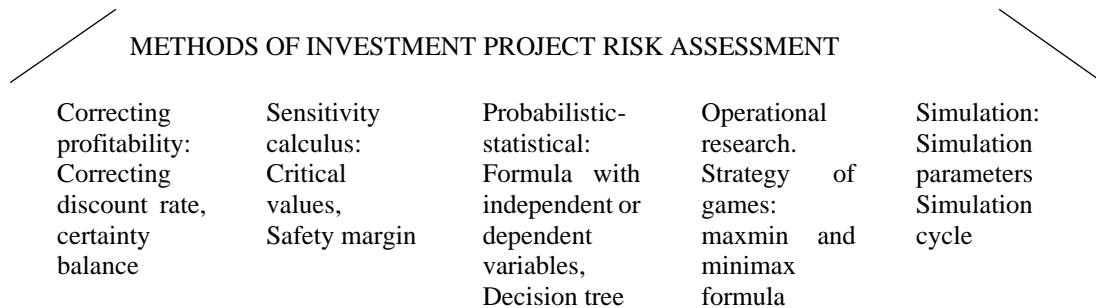 METHODS OF INVESTMENT PROJECT RISK ASSESSMENT
Correcting
profitability:
Correcting
discount rate,
certainty
balance
Sensitivity
calculus:
Critical
values,
Safety margin
Probabilistic-
statistical:
Formula with
independent or
dependent
variables,
Decision tree
Operational
research.
Strategy of
games:
maxmin and
minimax
formula
Simulation:
Simulation
parameters
Simulation
cycle